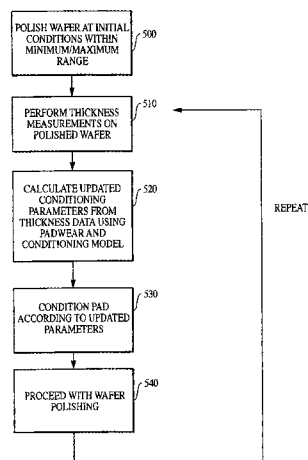 POLISH WAFER AT INITIAL
CONDITIONS WITHIN
MINIMUM/MAXIMUM
RANGE
500
PERFORM THICKNESS
MEASUREMENTS ON
POLISHED WAFER
510
CALCULATE UPDATED
CONDITIONING
PARAMETERS FROM
THICKNESS DATA USING
PADWEAR AND
CONDITIONING MODEL
520
REPEAT
CONDITION PAD
ACCORDING TO UPDATED
PARAMETERS
530
PROCEED WITH WAFER
POLISHING
540